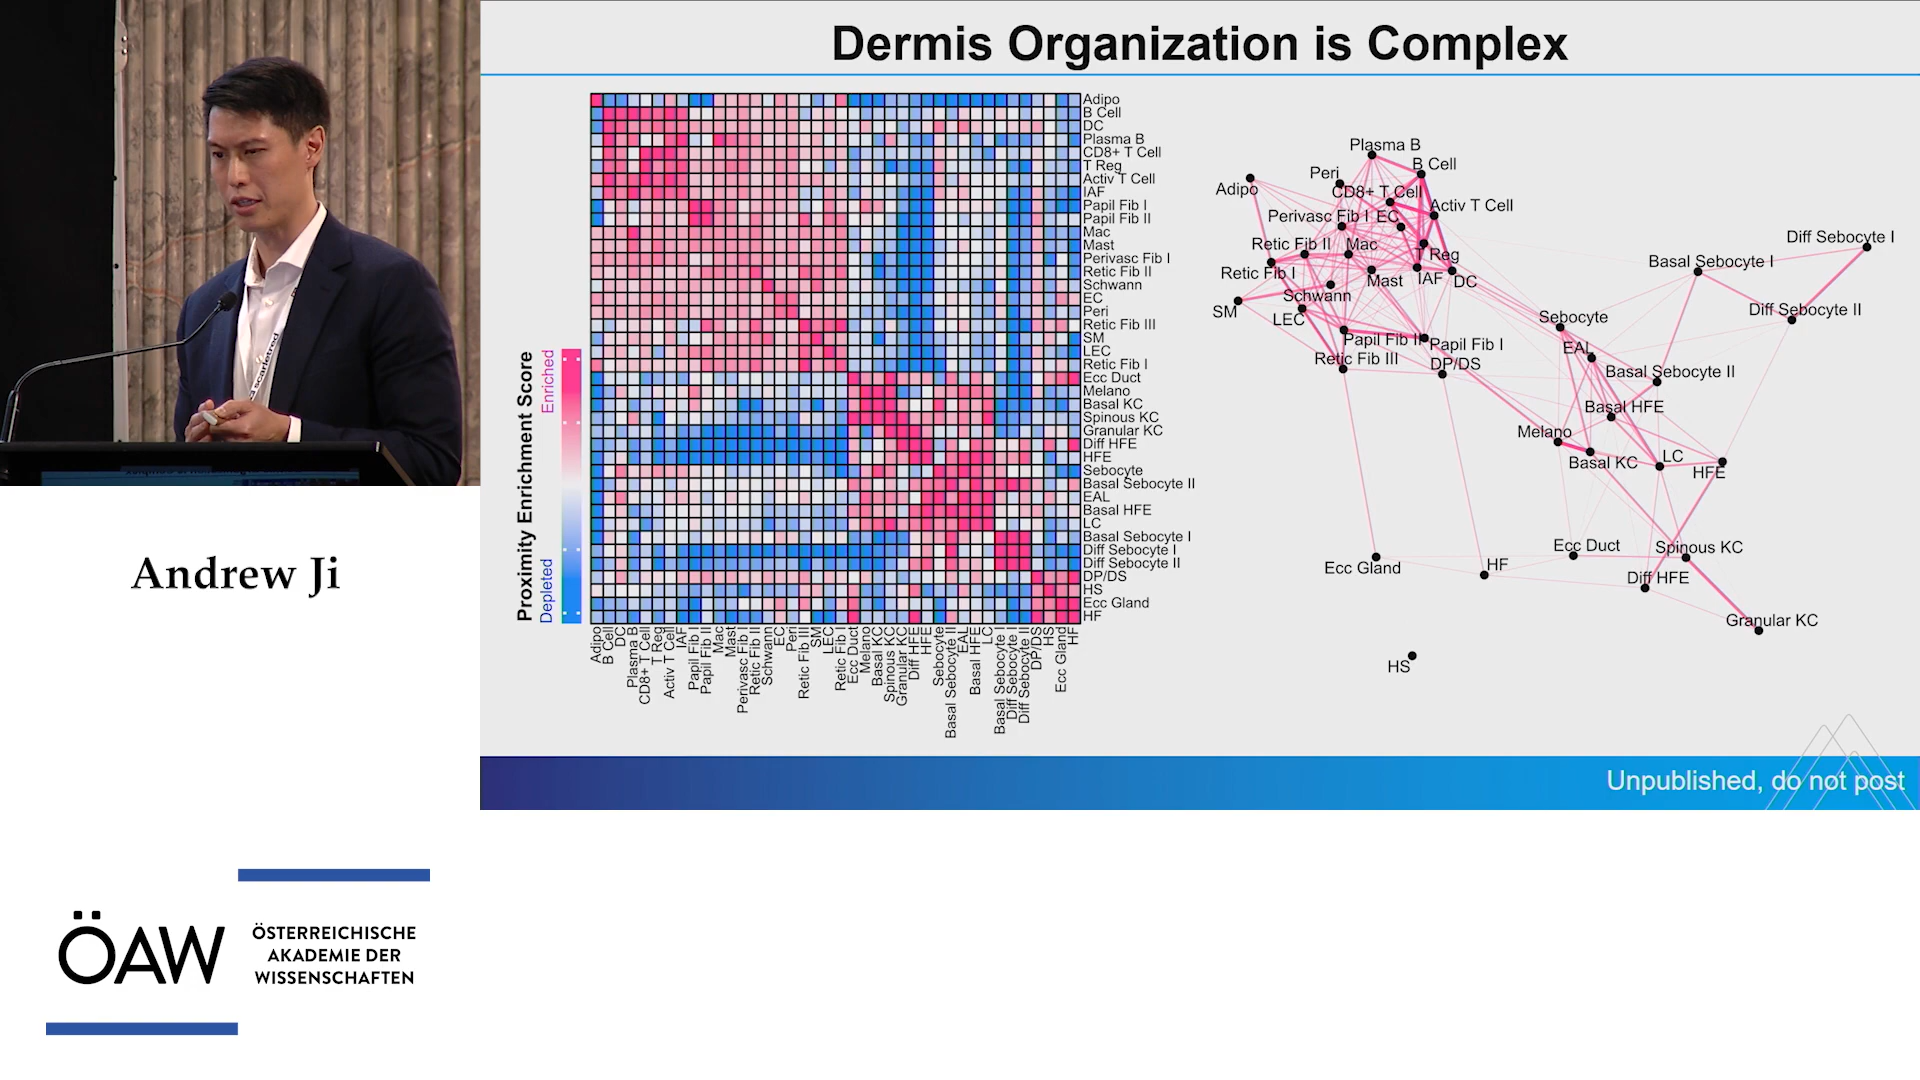 Dermis Organization is Complex
scarletred
Andrew Ji
ÖAW
ÖSTERREICHISCHE
AKADEMIE DER
WISSENSCHAFTEN
Proximity Enrichment Score
Enriched
Depleted
Adipo
B Cell
DC
Plasma B
CD8+ T Cell
T Reg
Activ T Cell
IAF
Papil Fib I
Papil Fib II
Mac
Mast
Perivasc Fib I
Retic Fib II
Schwann
EC
Peri
Retic Fib III
SM
LEC
Retic Fib I
Ecc Duct
Melano
Basal KC
Spinous KC
Granular KC
Diff HFE
HFE
Sebocyte
Basal Sebocyte II
EAL
Basal HFE
LC
Basal Sebocyte I
Diff Sebocyte I
Diff Sebocyte II
DP/DS
HS
Ecc Gland
HF
Adipo
B Cell
DC
Plasma B
CD8+ T Cell
T Reg
Activ T Cell
IAF
Papil Fib I
Papil Fib II
Mac
Mast
Perivasc Fib I
Retic Fib II
Schwann
EC
Peri
Retic Fib III
SM
LEC
Retic Fib I
Ecc Duct
Melano
Basal KC
Spinous KC
Granular KC
Diff HFE
HFE
Sebocyte
Basal Sebocyte II
EAL
Basal HFE
LC
Basal Sebocyte I
Diff Sebocyte I
Diff Sebocyte II
DP/DS
HS
Ecc Gland
HF
Plasma B
B Cell
Peri
Adipo
CD8+ T Cell
Activ T Cell
Perivasc Fib I
EC
Retic Fib II
Mac
T Reg
Retic Fib I
Mast
IAF
DC
Schwann
SM
LEC
Papil Fib II
Papil Fib I
Retic Fib III
DP/DS
Diff Sebocyte I
Basal Sebocyte I
Diff Sebocyte II
Sebocyte
EAL
Basal Sebocyte II
Basal HFE
Melano
Basal KC
LC
HFE
Ecc Duct
Spinous KC
Ecc Gland
HF
Diff HFE
Granular KC
HS
Unpublished, do not post